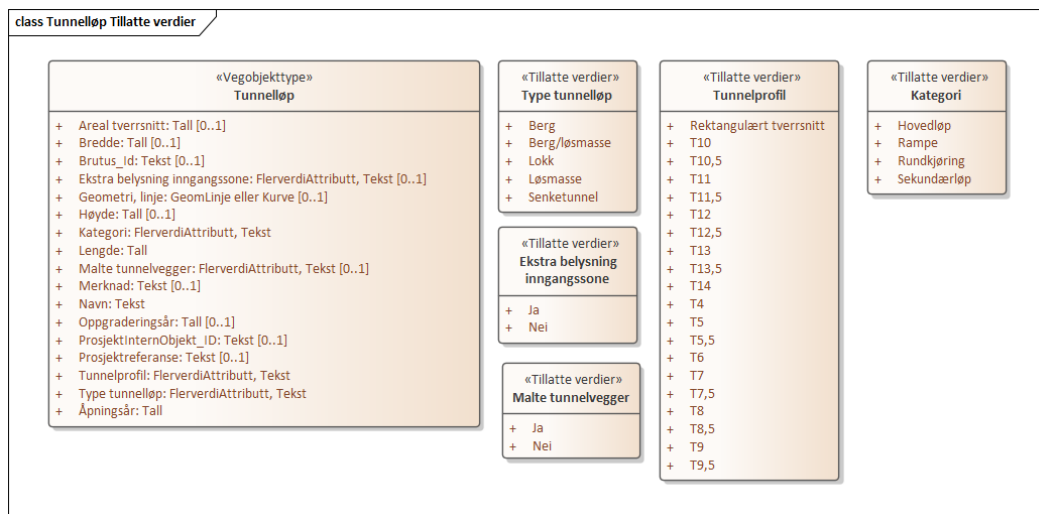 class Tunnelløp Tillatte verdier
«Vegobjekttype»
Tunnelløp
+ Areal tverrsnitt: Tall [0..1]
+ Bredde: Tall [0..1]
+ Brutus_Id: Tekst [0..1]
+ Ekstra belysning inngangssone: FlerverdiAttributt, Tekst [0..1]
+ Geometri, linje: GeomLinje eller Kurve [0..1]
+ Høyde: Tall [0..1]
+ Kategori: FlerverdiAttributt, Tekst
+ Lengde: Tall
+ Malte tunnelvegger: FlerverdiAttributt, Tekst [0..1]
+ Merknad: Tekst [0..1]
+ Navn: Tekst
+ Oppgraderingsår: Tall [0..1]
+ ProsjektInternObjekt_ID: Tekst [0..1]
+ Prosjektreferanse: Tekst [0..1]
+ Tunnelprofil: FlerverdiAttributt, Tekst
+ Type tunnelløp: FlerverdiAttributt, Tekst
+ Åpningsår: Tall
«Tillatte verdier»
Type tunnelløp
+ Berg
+ Berg/løsmasse
+ Lokk
+ Løsmasse
+ Senketunnel
«Tillatte verdier»
Ekstra belysning
inngangssone
+ Ja
+ Nei
«Tillatte verdier»
Malte tunnelvegger
+ Ja
+ Nei
«Tillatte verdier»
Tunnelprofil
+ Rektangulært tverrsnitt
+ T10
+ T10,5
+ T11
+ T11,5
+ T12
+ T12,5
+ T13
+ T13,5
+ T14
+ T4
+ T5
+ T5,5
+ T6
+ T7
+ T7,5
+ T8
+ T8,5
+ T9
+ T9,5
«Tillatte verdier»
Kategori
+ Hovedløp
+ Rampe
+ Rundkjøring
+ Sekundærløp